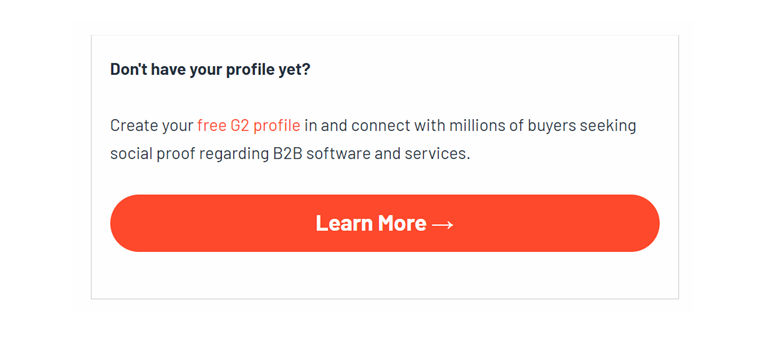 Don't have your profile yet?
Create your free G2 profile in and connect with millions of buyers seeking
social proof regarding B2B software and services.
Learn More →